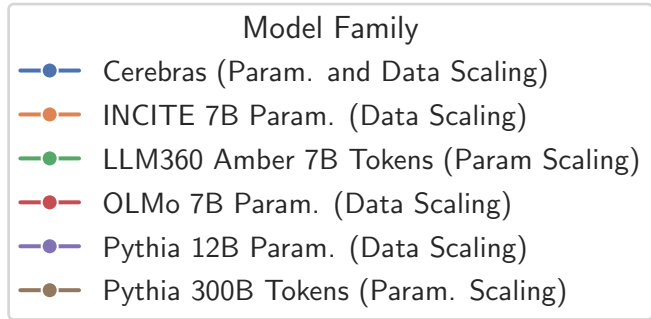 Model Family
Cerebras (Param. and Data Scaling)
INCITE 7B Param. (Data Scaling)
LLM360 Amber 7B Tokens (Param Scaling)
OLMo 7B Param. (Data Scaling)
Pythia 12B Param. (Data Scaling)
Pythia 300B Tokens (Param. Scaling)